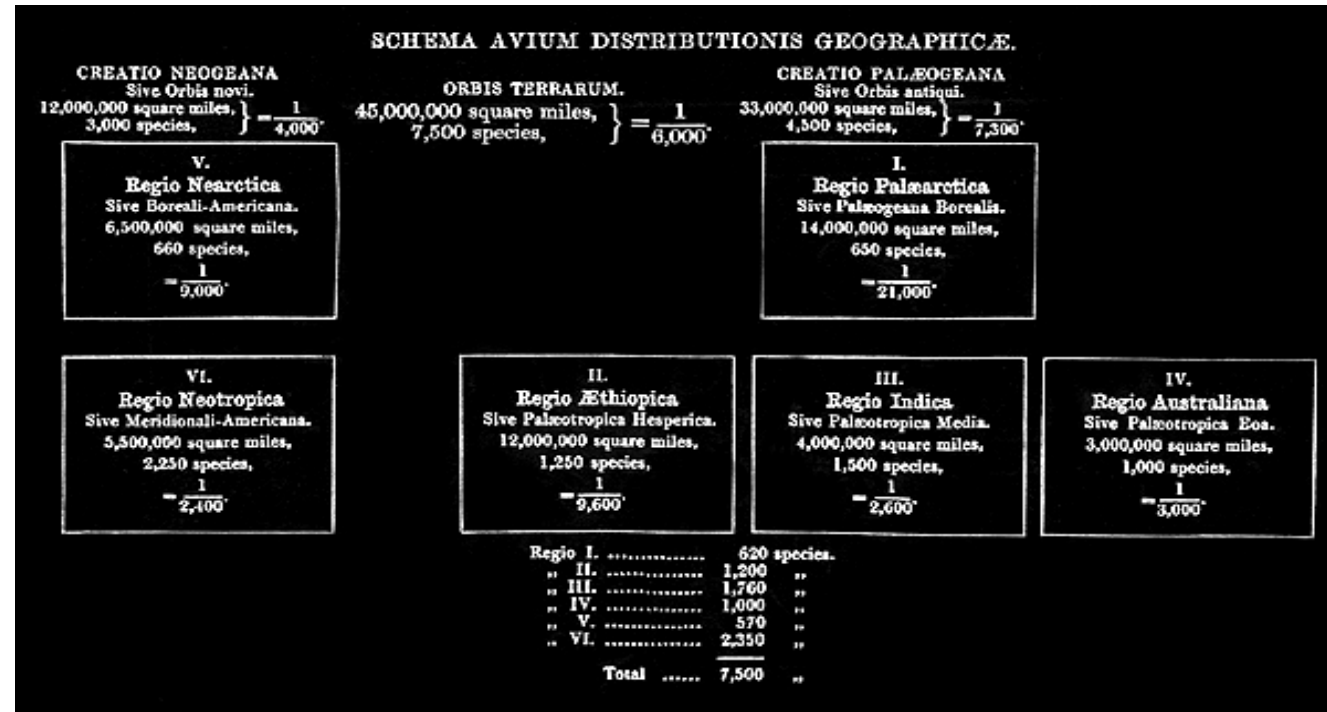 SCHEMA AVIUM DISTRIBUTIONIS GEOGRAPHICÆ.
CREATIO NEOGEANA
Sive Orbis novi.
12,000,000 square miles,
3,000 species,
} = 1
4,000.
ORBIS TERRARUM.
45,000,000 square miles,
7,500 species,
} = 1
6,000.
CREATIO PALÆOGEANA
Sive Orbis antiqui.
33,000,000 square miles,
4,500 species,
} = 1
7,300.
V.
Regio Nearctica
Sive Boreali-Americana.
6,500,000 square miles,
660 species,
= 1
9,000.
I.
Regio Palæarctica
Sive Palæogeana Borealis.
14,000,000 square miles,
650 species,
= 1
21,000.
VI.
Regio Neotropica
Sive Meridionali-Americana.
5,500,000 square miles,
2,250 species,
= 1
2,400.
II.
Regio Æthiopica
Sive Palæotropica Hesperica.
12,000,000 square miles,
1,250 species,
= 1
9,600.
III.
Regio Indica
Sive Palæotropica Media.
4,000,000 square miles,
1,500 species,
= 1
2,600.
IV.
Regio Australiana
Sive Palæotropica Eoa.
3,000,000 square miles,
1,000 species,
= 1
3,000.
Regio I. ............... 620 species.
„ II. ............... 1,200 „
„ III. ............... 1,760 „
„ IV. ............... 1,000 „
„ V. ............... 570 „
„ VI. ............... 2,350 „
Total ...... 7,500 „